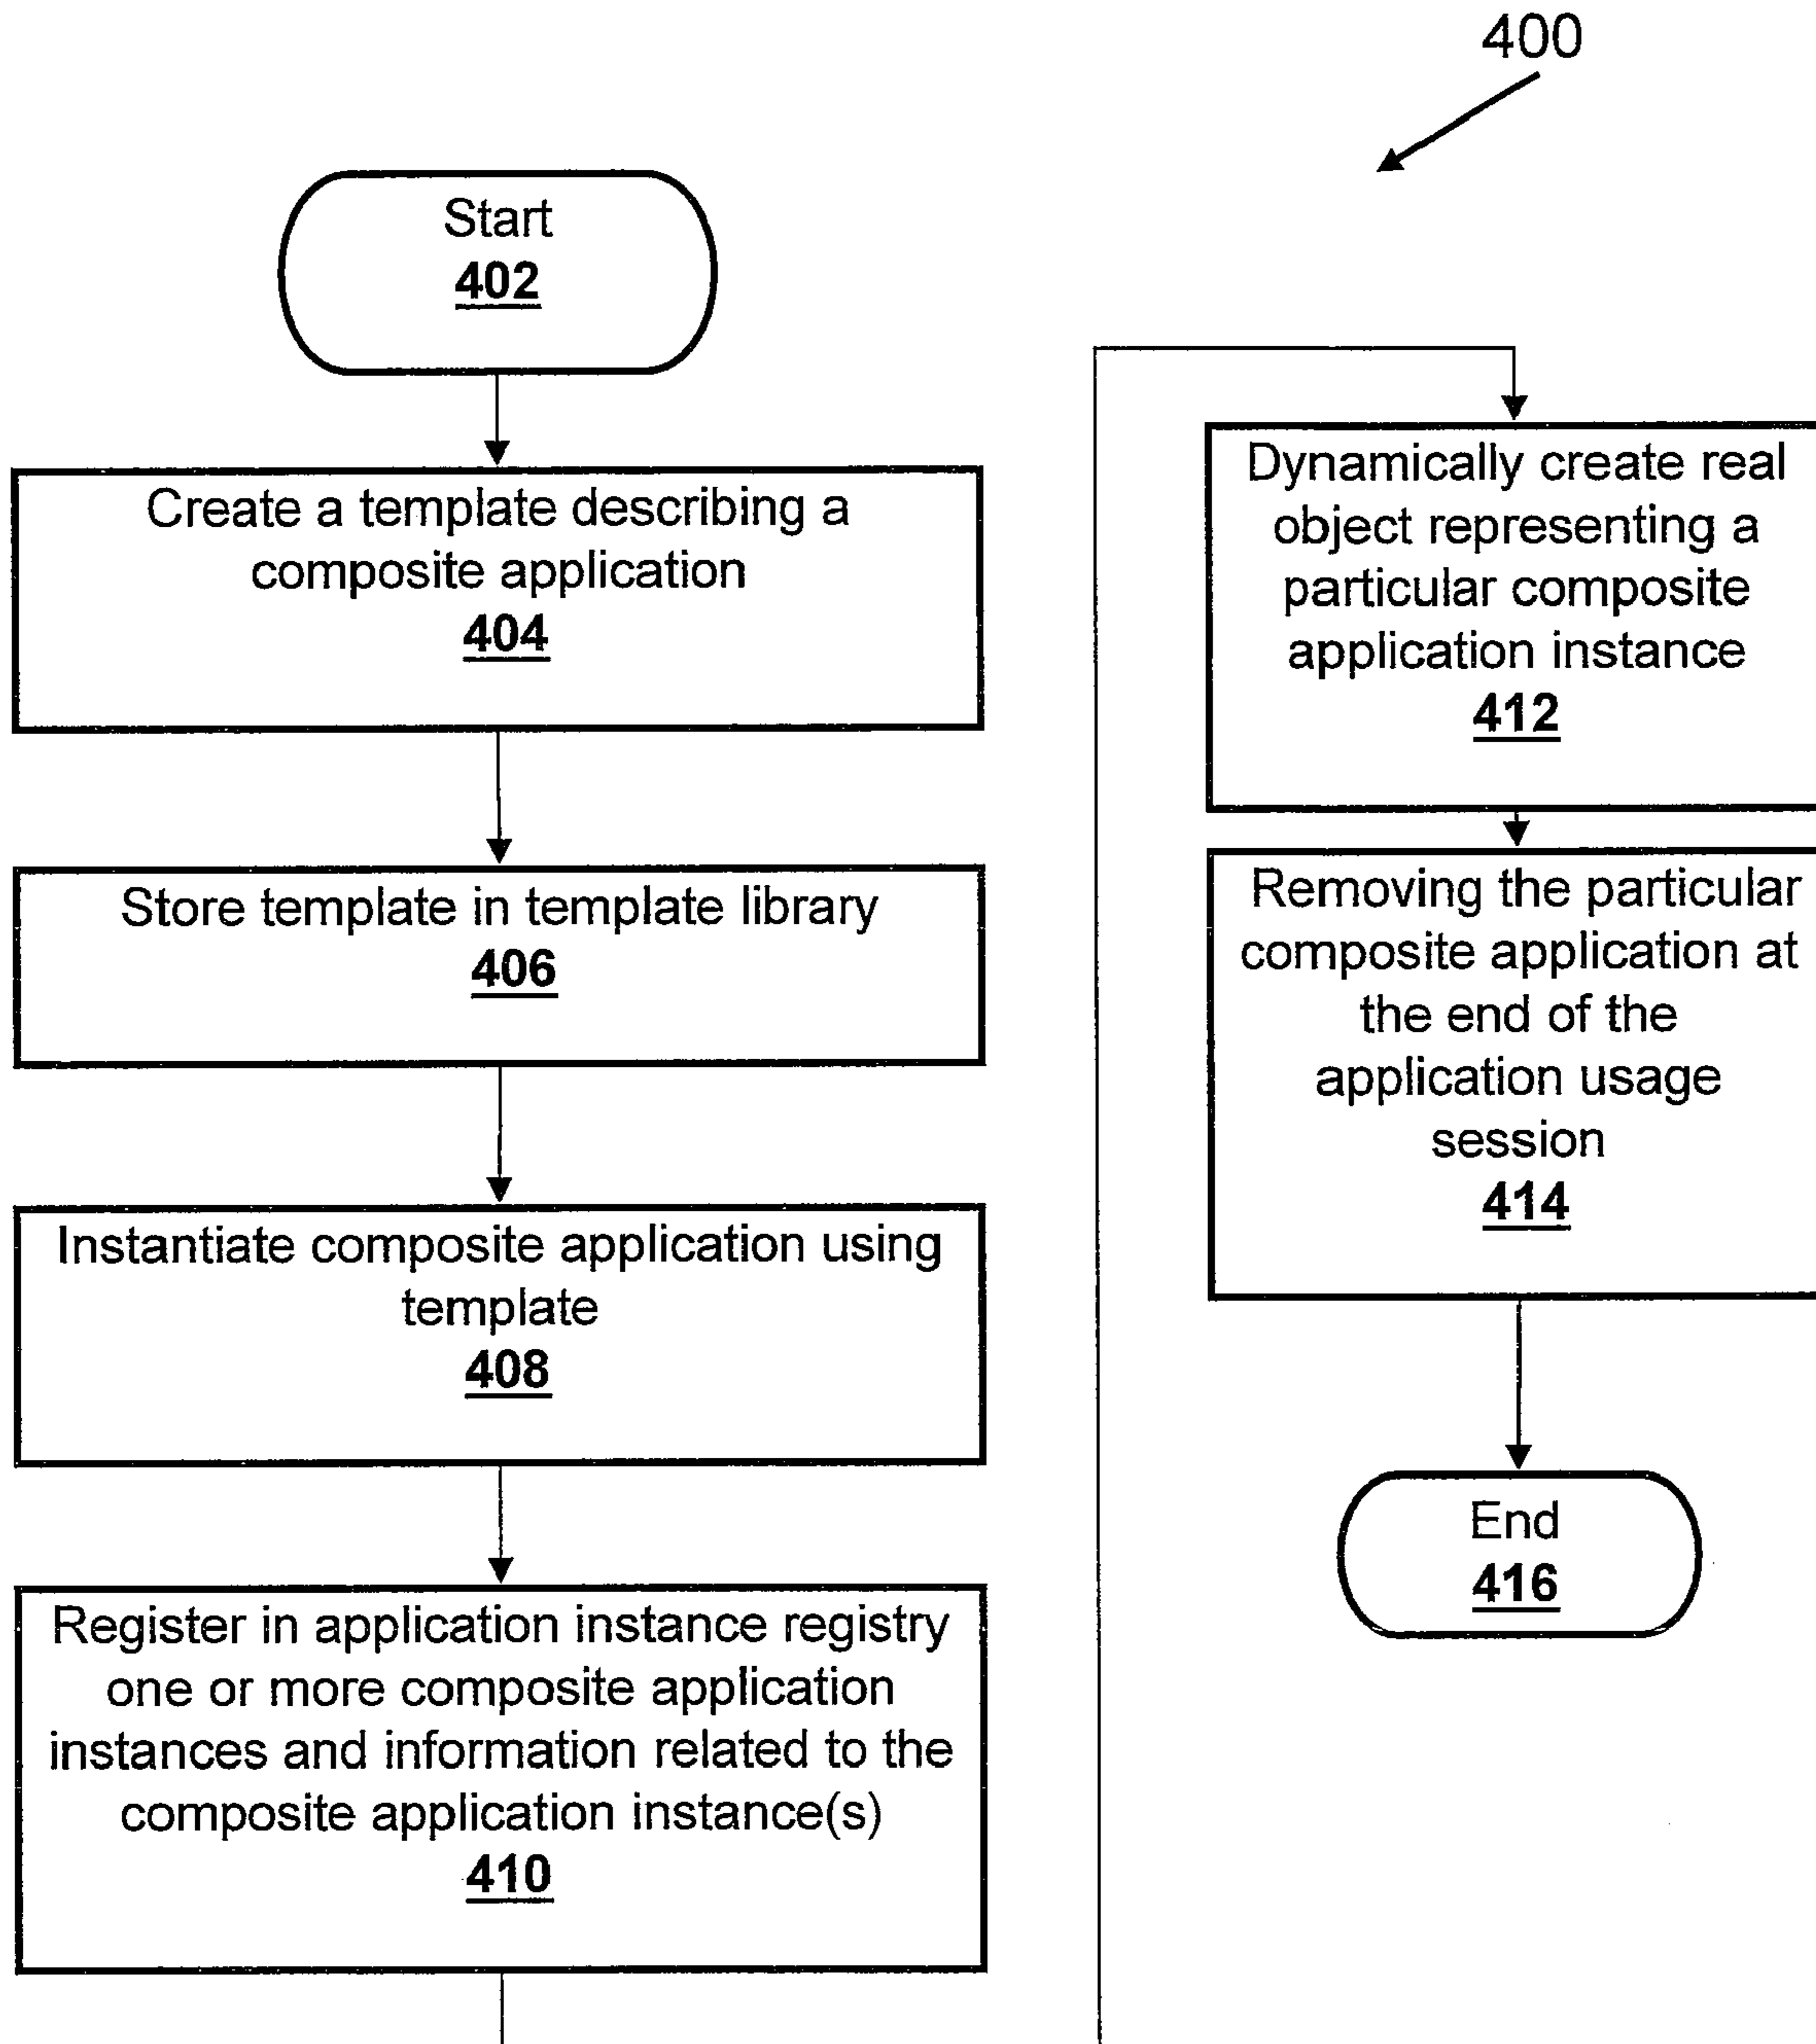 400
Start
402
Create a template describing a
composite application
404
Store template in template library
406
Instantiate composite application using
template
408
Register in application instance registry
one or more composite application
instances and information related to the
composite application instance(s)
410
Dynamically create real
object representing a
particular composite
application instance
412
Removing the particular
composite application at
the end of the
application usage
session
414
End
416